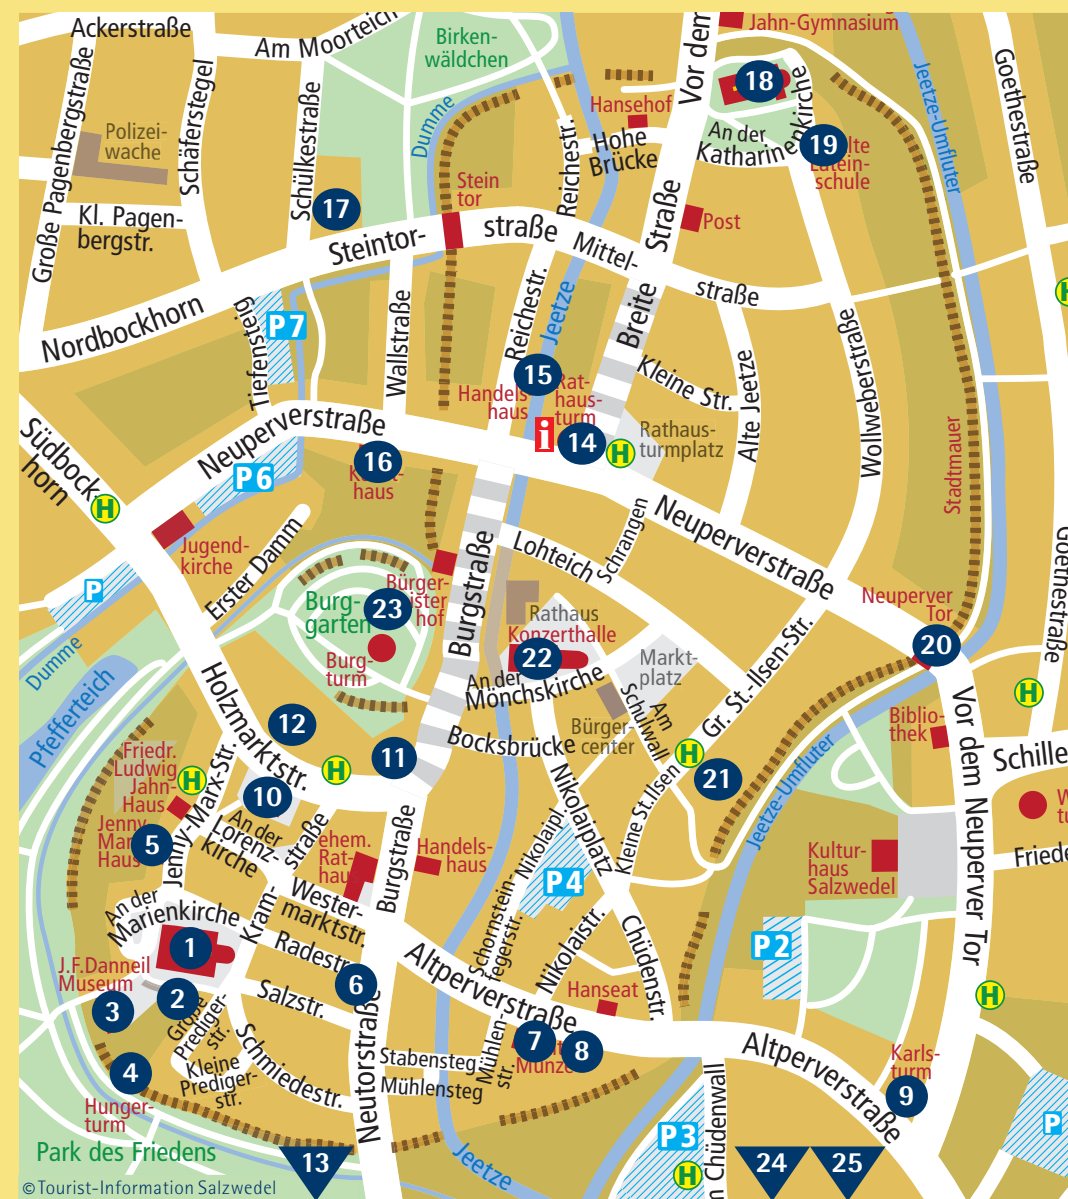 Ackerstraße
Am Moorteich
Birken-
wäldchen
Vor dem
Jahn-Gymnasium
Große Pagenbergstraße
Schäferstegel
Schülkestraße
Polizei-
wache
Dumme
Hansehof
Hohe
Brücke
Reichestr.
18
An der
Katharinenkirche
19
Latein-
schule
Jeetze-Umfluter
Goethestraße
Kl. Pagen-
bergstr.
17
Stein
tor
Steintor-
straße
Mittel-
straße
Breite
Straße
Post
Nordbockhorn
Tiefensteig
P7
Wallstraße
Reichestr.
Jeetze
Kleine Str.
Alte Jeetze
Wollweberstraße
Stadtmauer
H
15
Handels
haus
Rat-
haus-
turm
i
14
H
Rathaus-
turmplatz
Südbock-
horn
H
Neuperverstraße
P6
16
haus
Jugend-
kirche
Erster Damm
P
Dumme
Pfefferteich
Burg-
garten
23
Bürger-
hof
Burg-
turm
Burgstraße
Lohteich
Schrangen
Neuperverstraße
Rathaus
Konzerthalle
22
An der
Mönchskirche
Markt-
platz
Am
Schulwall
Bürger-
center
Gr. St.-Ilsen-Str.
Neuperver
Tor
20
Goethestraße
H
Biblio-
thek
Vor dem Neuperver Tor
Schille
Friede
Holzmarktstr.
12
H
11
Bocksbrücke
H
21
Jeetze-Umfluter
Friedr.
Ludwig
Jahn-
Haus
H
Jenny-Marx-Str.
10
An der
Lorenz-
kirche
Jenny
Haus
5
Kram-
straße
ehem.
Rat-
haus
Burgstraße
Handels-
haus
Nikolaiplatz
Nikolaipl.
Kleine St.Ilsen
P4
Kultur-
haus
Salzwedel
An der
Marienkirche
1
Wester-
marktstr.
Radestr.
6
Schornstein-
fegerstr.
Nikolaistr.
Chüdenstr.
P2
J.F.Danneil
Museum
3
2
Große
Prediger-
str.
Kleine
Prediger-
str.
Salzstr.
Schmiedestr.
Neutorstraße
Altperverstraße
Hanseat
7
8
Münze
Stabensteg
Mühlensteg
Mühlen-
str.
H
Altperverstraße
Karls-
turm
9
4
Hunger-
turm
Park des Friedens
13
Jeetze
P3
H
Chüdenwall
24
25
P
© Tourist-Information Salzwedel